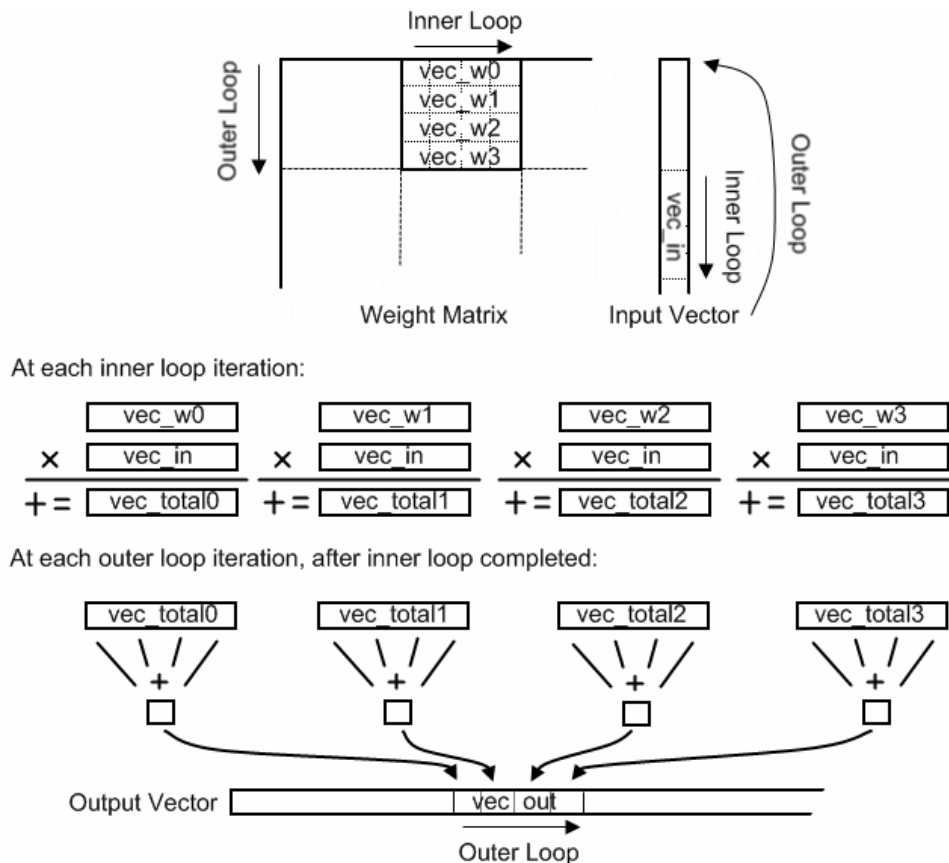 Inner Loop
Outer Loop
vec_w0
vec_w1
vec_w2
vec_w3
vec_in
Inner Loop
Outer Loop
Weight Matrix
Input Vector
At each inner loop iteration:
vec_w0 vec_w1 vec_w2 vec_w3
× vec_in × vec_in × vec_in × vec_in
+= vec_total0 += vec_total1 += vec_total2 += vec_total3
At each outer loop iteration, after inner loop completed:
vec_total0 vec_total1 vec_total2 vec_total3
+ + + +
Output Vector vec_out
Outer Loop